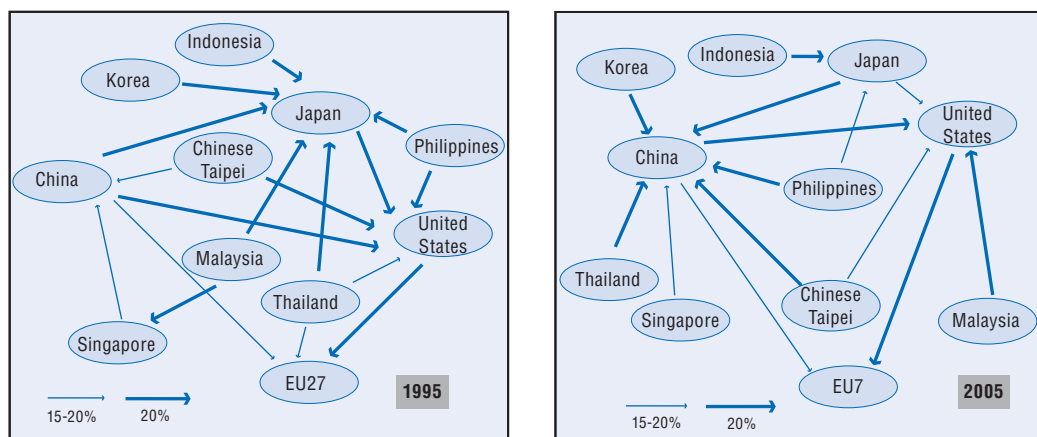 Indonesia
Korea
Japan
Chinese
Taipei
Philippines
China
United
States
Malaysia
Thailand
Singapore
EU27
1995
15-20%
20%
Indonesia
Japan
Korea
United
States
China
Philippines
Thailand
Chinese
Taipei
Singapore
Malaysia
EU7
2005
15-20%
20%